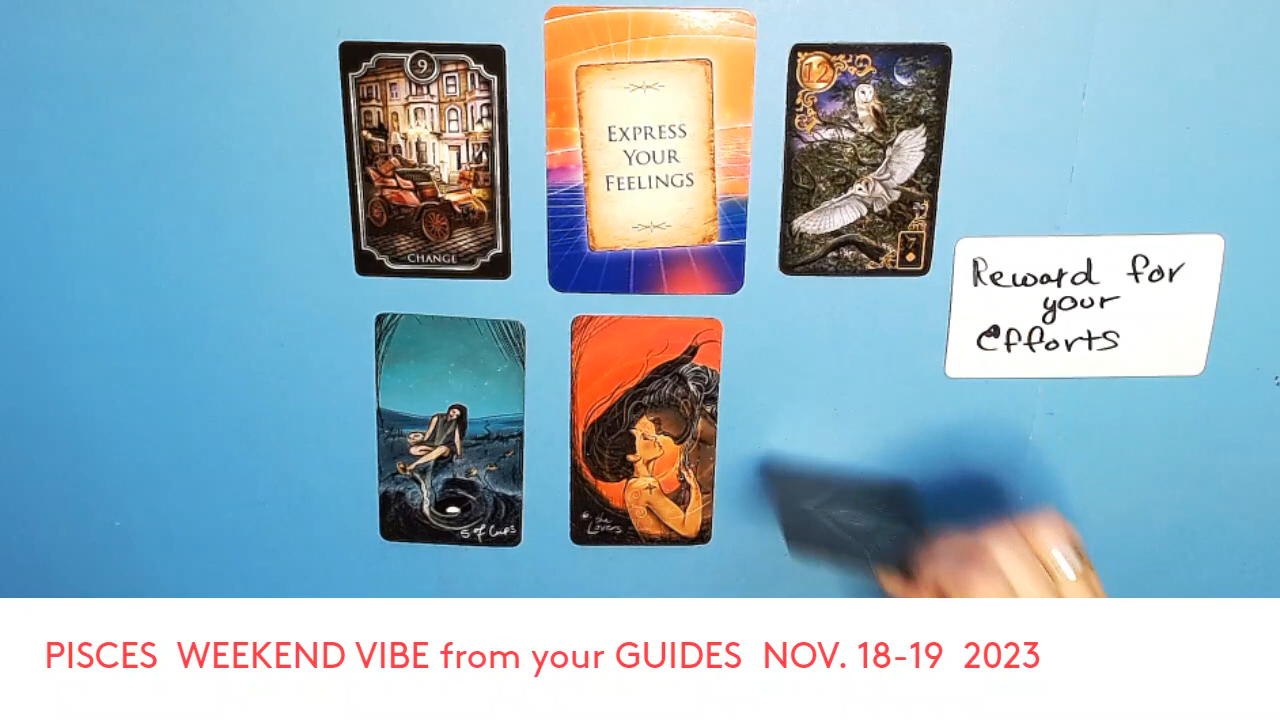 9
CHANGE
EXPRESS
YOUR
FEELINGS
12
7
Reward for
your
Efforts
5 of Cups
6 the
Lovers
PISCES WEEKEND VIBE from your GUIDES NOV. 18-19 2023